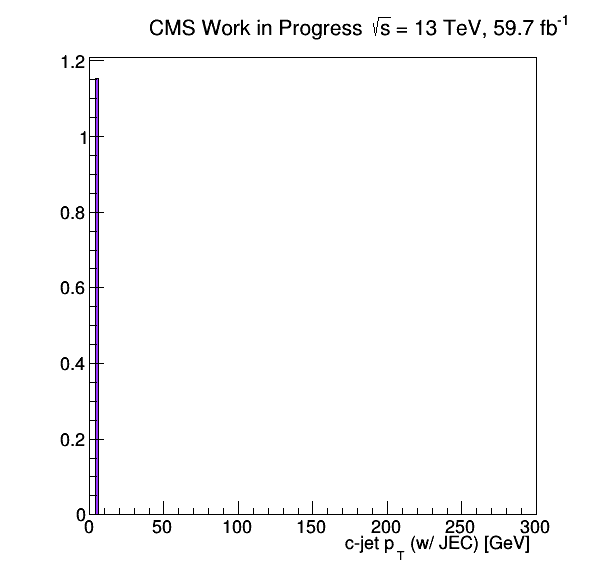 CMS Work in Progress √s = 13 TeV, 59.7 fb⁻¹
1.2
1
0.8
0.6
0.4
0.2
0
0 50 100 150 200 250 300
c-jet p_T (w/ JEC) [GeV]